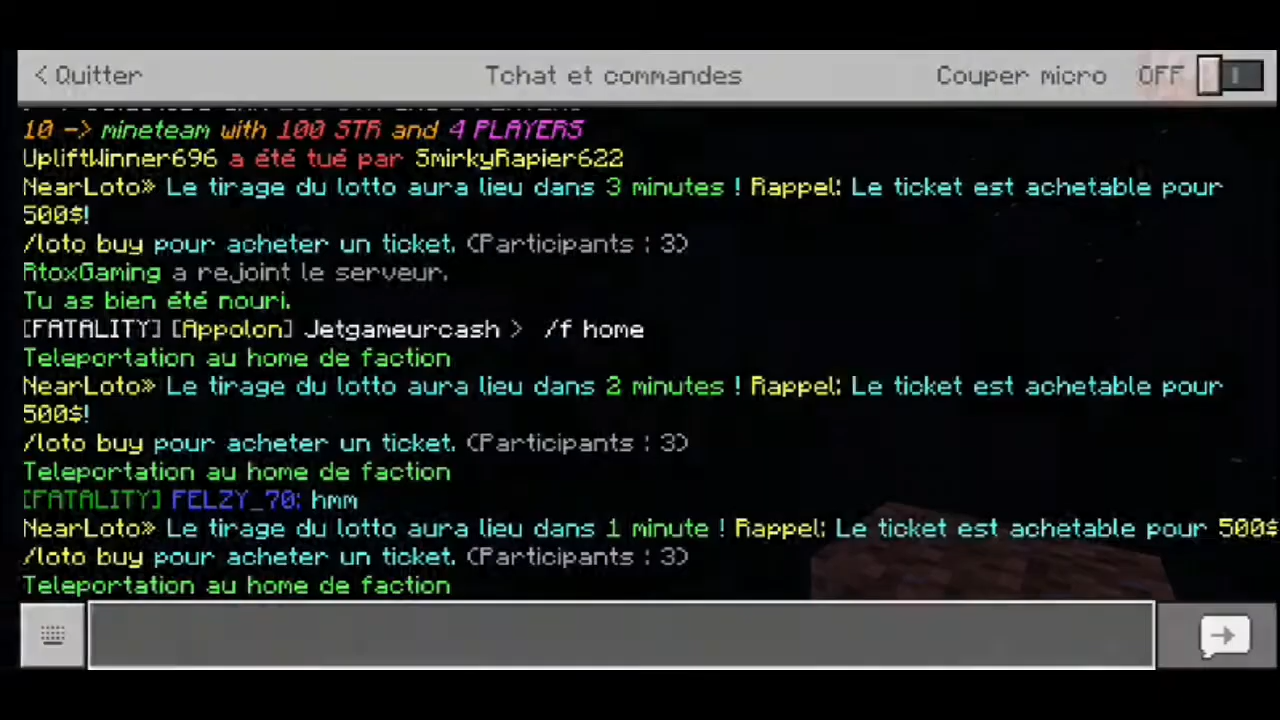 < Quitter
Tchat et commandes
Couper micro OFF
10 -> mineteam with 100 STR and 4 PLAYERS
UpliftWinner696 a été tué par SmirkyRapier622
NearLoto» Le tirage du lotto aura lieu dans 3 minutes ! Rappel: Le ticket est achetable pour
500$!
/loto buy pour acheter un ticket. (Participants : 3)
RtoxGaming a rejoint le serveur.
Tu as bien été nouri.
[FATALITY] [Appolon] Jetgameurcash > /f home
Teleportation au home de faction
NearLoto» Le tirage du lotto aura lieu dans 2 minutes ! Rappel: Le ticket est achetable pour
500$!
/loto buy pour acheter un ticket. (Participants : 3)
Teleportation au home de faction
[FATALITY] FELZY_70: hmm
NearLoto» Le tirage du lotto aura lieu dans 1 minute ! Rappel: Le ticket est achetable pour 500$
/loto buy pour acheter un ticket. (Participants : 3)
Teleportation au home de faction